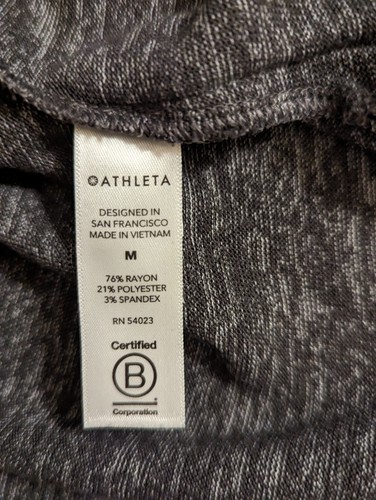 ATHLETA
DESIGNED IN
SAN FRANCISCO
MADE IN VIETNAM
M
76% RAYON
21% POLYESTER
3% SPANDEX
RN 54023
Certified
B
Corporation